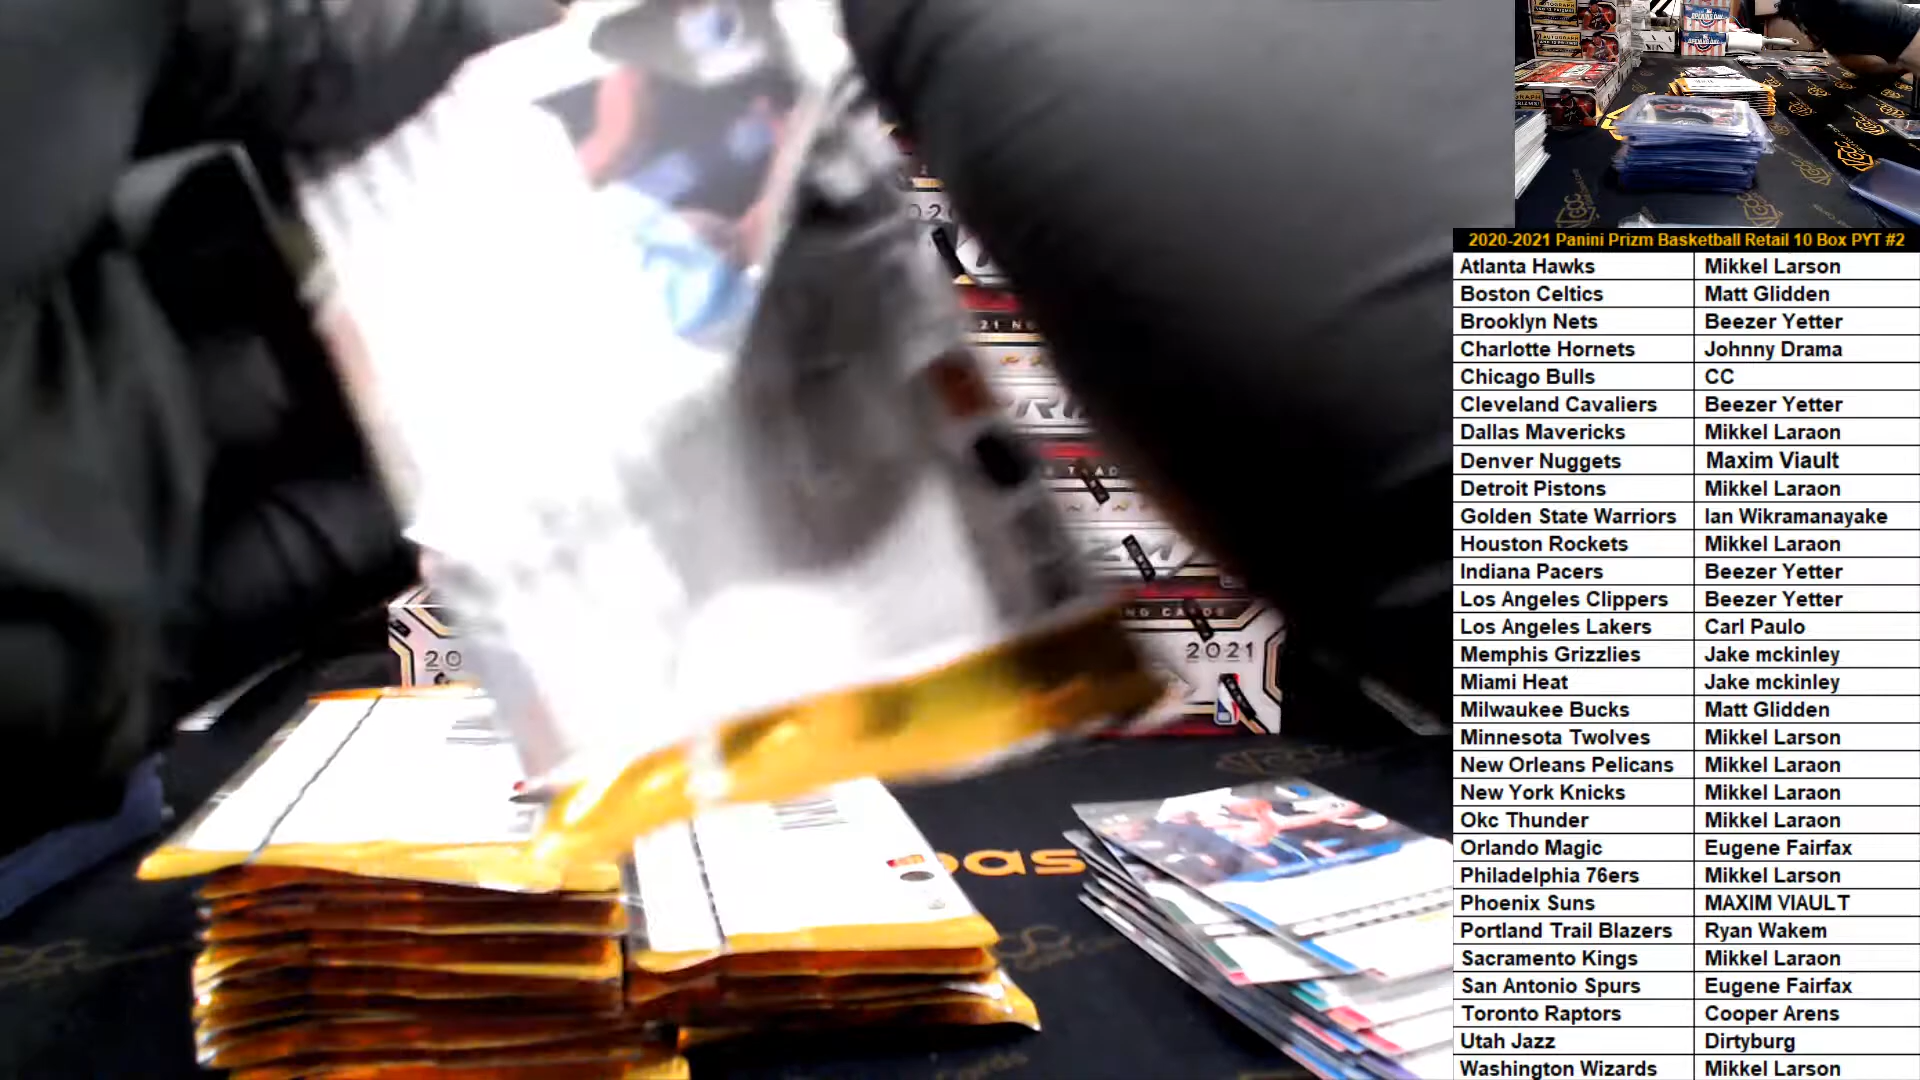 2020-2021 Panini Prizm Basketball Retail 10 Box PYT #2
Atlanta Hawks Mikkel Larson
Boston Celtics Matt Glidden
Brooklyn Nets Beezer Yetter
Charlotte Hornets Johnny Drama
Chicago Bulls CC
Cleveland Cavaliers Beezer Yetter
Dallas Mavericks Mikkel Laraon
Denver Nuggets Maxim Viault
Detroit Pistons Mikkel Laraon
Golden State Warriors Ian Wikramanayake
Houston Rockets Mikkel Laraon
Indiana Pacers Beezer Yetter
Los Angeles Clippers Beezer Yetter
Los Angeles Lakers Carl Paulo
Memphis Grizzlies Jake mckinley
Miami Heat Jake mckinley
Milwaukee Bucks Matt Glidden
Minnesota Twolves Mikkel Larson
New Orleans Pelicans Mikkel Laraon
New York Knicks Mikkel Laraon
Okc Thunder Mikkel Laraon
Orlando Magic Eugene Fairfax
Philadelphia 76ers Mikkel Larson
Phoenix Suns MAXIM VIAULT
Portland Trail Blazers Ryan Wakem
Sacramento Kings Mikkel Laraon
San Antonio Spurs Eugene Fairfax
Toronto Raptors Cooper Arens
Utah Jazz Dirtyburg
Washington Wizards Mikkel Larson
20
2021